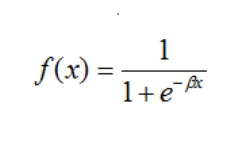 f(x) = 1 / (1 + e^{-βx})